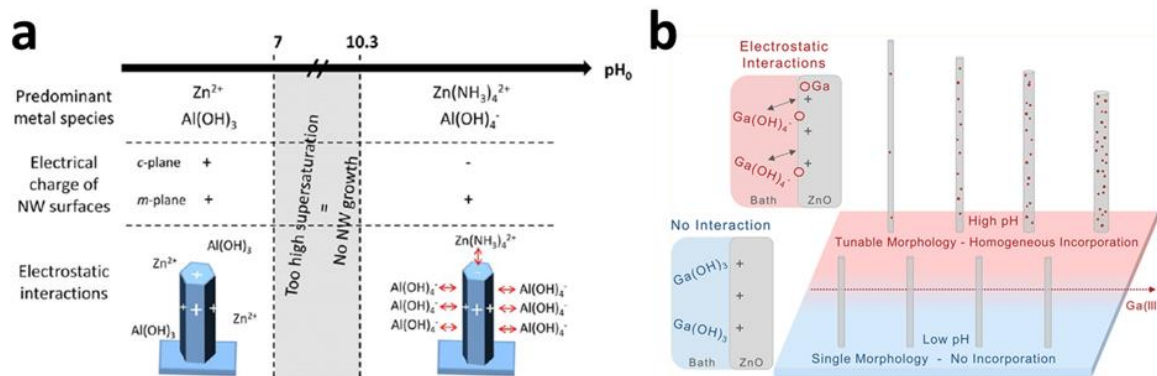 a
7
10.3
pH₀
Predominant metal species
Zn²⁺
Al(OH)₃
Zn(NH₃)₄²⁺
Al(OH)₄⁻
Electrical charge of NW surfaces
c-plane +
-
m-plane +
+
Too high supersaturation
=
No NW growth
Electrostatic interactions
Al(OH)₃
Zn²⁺
+
+ + +
Zn²⁺
Al(OH)₃
Zn(NH₃)₄²⁺
-
Al(OH)₄⁻ Al(OH)₄⁻
Al(OH)₄⁻ + + + Al(OH)₄⁻
Al(OH)₄⁻ Al(OH)₄⁻
b
Electrostatic
Interactions
Ga
+
Ga(OH)₄⁻
+
Ga(OH)₄⁻
+
Bath ZnO
No Interaction
Ga(OH)₃ +
+
Ga(OH)₃ +
Bath ZnO
High pH
Tunable Morphology - Homogeneous Incorporation
Ga(III
Low pH
Single Morphology - No Incorporation